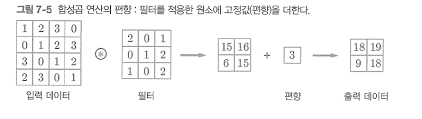 그림 7-5 합성곱 연산의 편향 : 필터를 적용한 원소에 고정값(편향)을 더한다.
1 2 3 0
0 1 2 3
3 0 1 2
2 3 0 1
입력 데이터
⊛
2 0 1
0 1 2
1 0 2
필터
15 16
6 15
+
3
편향
18 19
9 18
출력 데이터